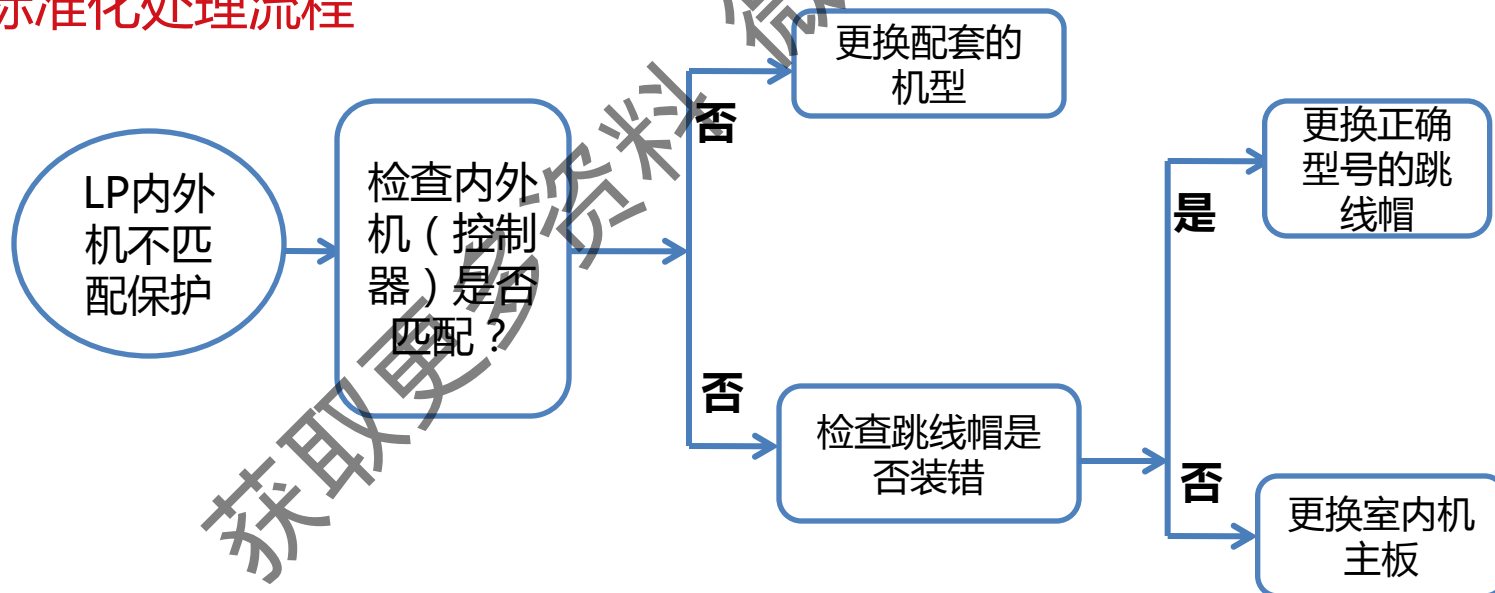 标准化处理流程
更换配套的
机型
否
更换正确
型号的跳
线帽
LP内外
机不匹
配保护
检查内外
机（控制
器）是否
匹配？
是
否
检查跳线帽是
否装错
否
更换室内机
主板
获取更多资料 微